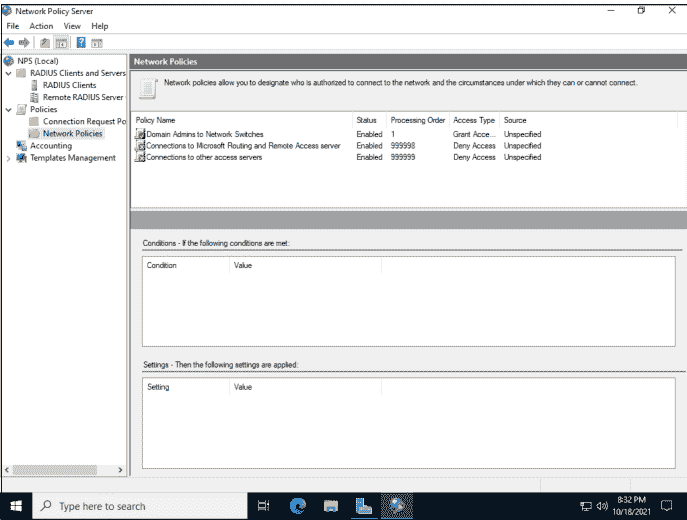 Network Policy Server
File Action View Help
NPS (Local)
RADIUS Clients and Servers
RADIUS Clients
Remote RADIUS Server
Policies
Connection Request Po
Network Policies
Accounting
Templates Management
Network Policies
Network policies allow you to designate who is authorized to connect to the network and the circumstances under which they can or cannot connect.
Policy Name Status Processing Order Access Type Source
Domain Admins to Network Switches Enabled 1 Grant Acce... Unspecified
Connections to Microsoft Routing and Remote Access server Enabled 999998 Deny Access Unspecified
Connections to other access servers Enabled 999999 Deny Access Unspecified
Conditions - If the following conditions are met:
Condition Value
Settings - Then the following settings are applied:
Setting Value
Type here to search
8:32 PM
10/18/2021